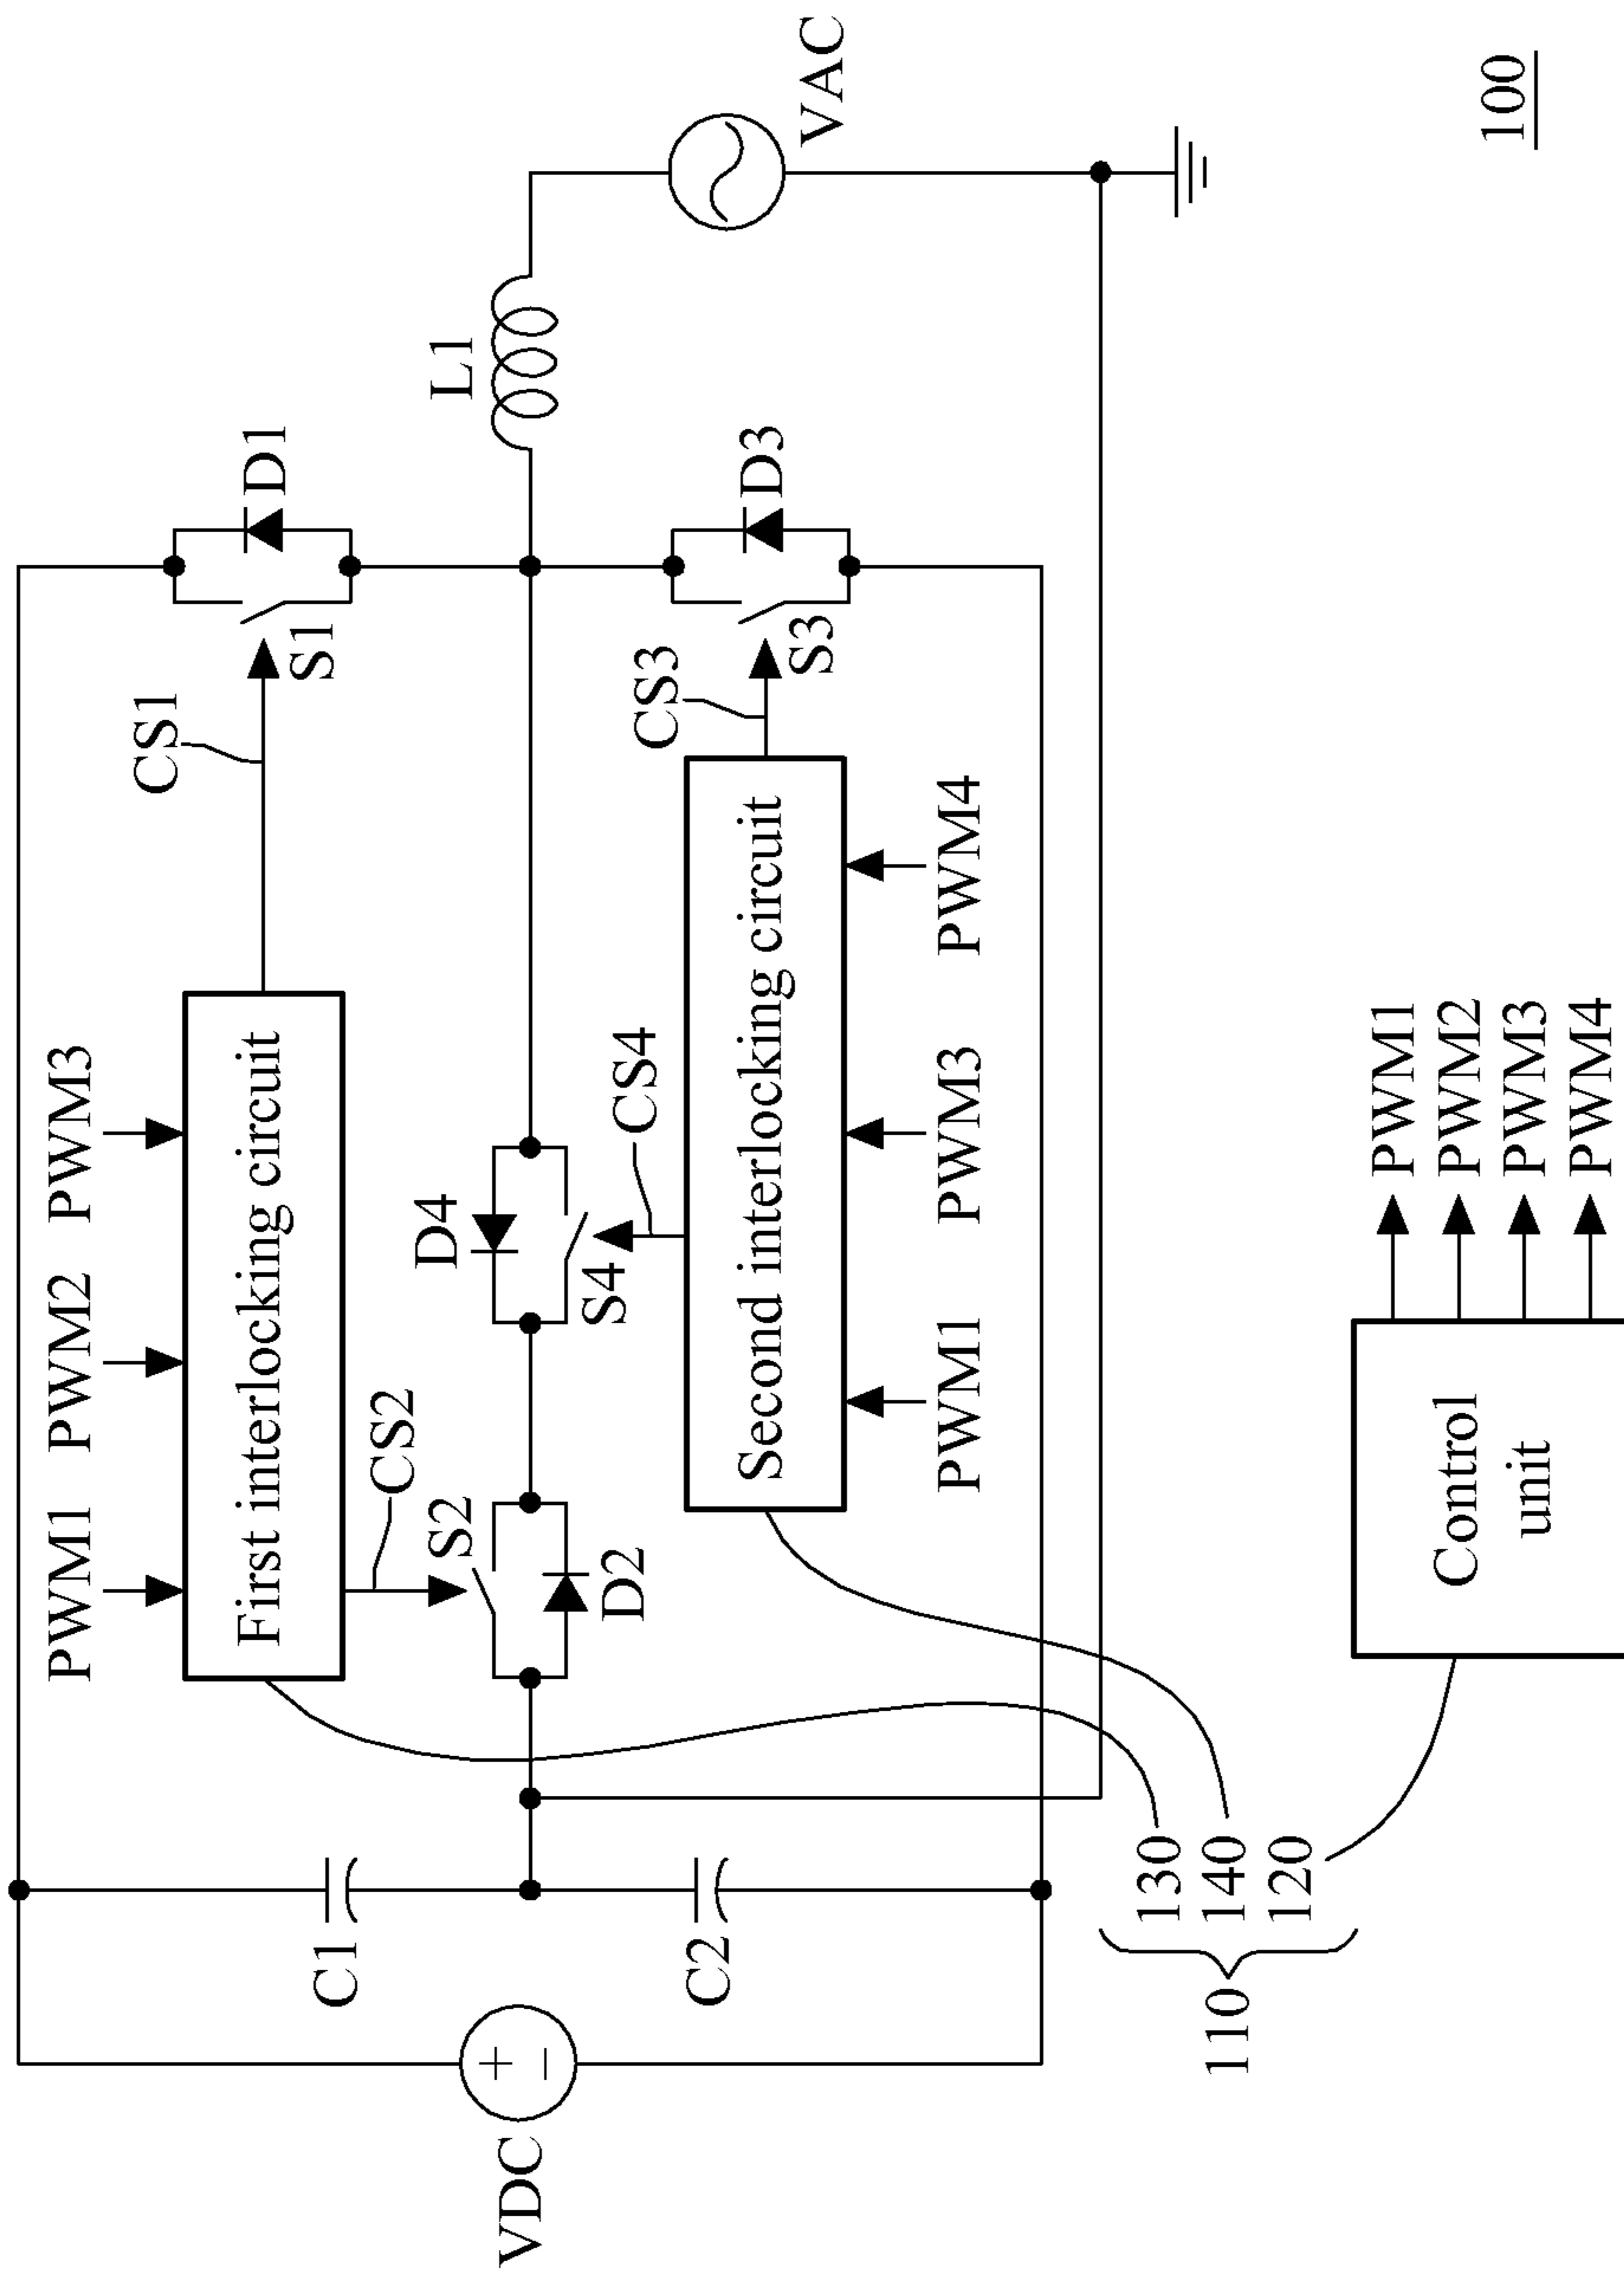 PWM1
PWM2
PWM3
First interlocking circuit
CS1
CS2
S1
D1
C1
D4
S2
L1
VDC
+
−
D2
S4
CS4
CS3
VAC
C2
Second interlocking circuit
S3
D3
PWM1
PWM3
PWM4
110
130
140
120
Control
unit
PWM1
PWM2
PWM3
PWM4
100